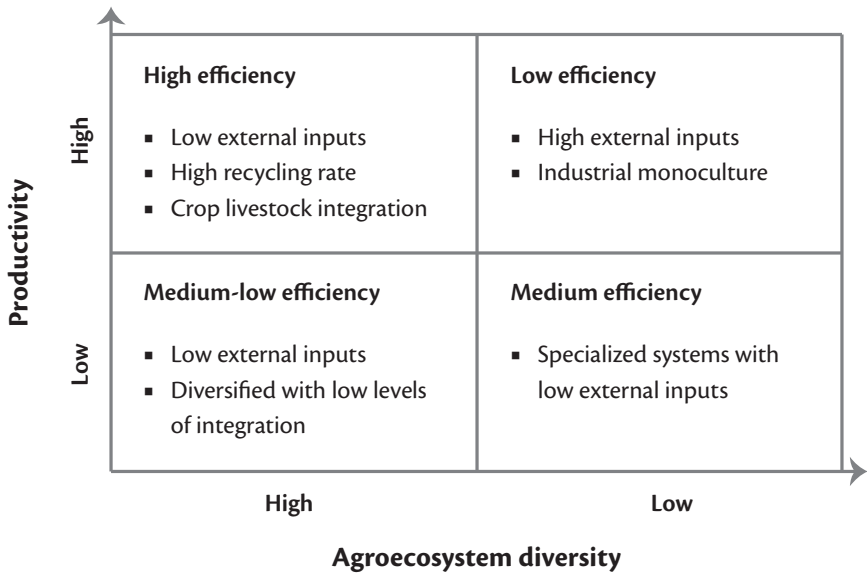 High efficiency
▪ Low external inputs
▪ High recycling rate
▪ Crop livestock integration
Low efficiency
▪ High external inputs
▪ Industrial monoculture
Medium-low efficiency
▪ Low external inputs
▪ Diversified with low levels
of integration
Medium efficiency
▪ Specialized systems with
low external inputs
Productivity
High
Low
High
Low
Agroecosystem diversity